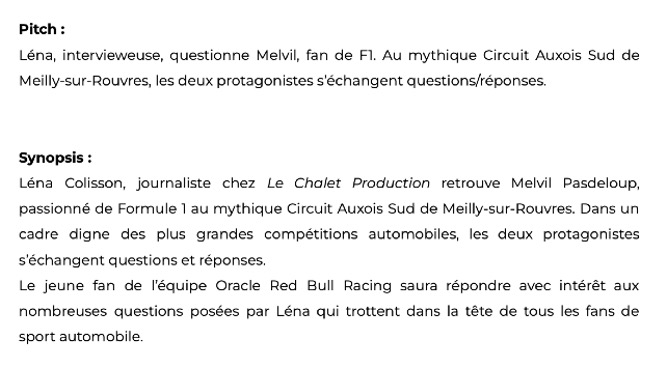 Pitch :
Léna, intervieweuse, questionne Melvil, fan de F1. Au mythique Circuit Auxois Sud de
Meilly-sur-Rouvres, les deux protagonistes s’échangent questions/réponses.
Synopsis :
Léna Colisson, journaliste chez Le Chalet Production retrouve Melvil Pasdeloup,
passionné de Formule 1 au mythique Circuit Auxois Sud de Meilly-sur-Rouvres. Dans un
cadre digne des plus grandes compétitions automobiles, les deux protagonistes
s’échangent questions et réponses.
Le jeune fan de l’équipe Oracle Red Bull Racing saura répondre avec intérêt aux
nombreuses questions posées par Léna qui trottent dans la tête de tous les fans de
sport automobile.